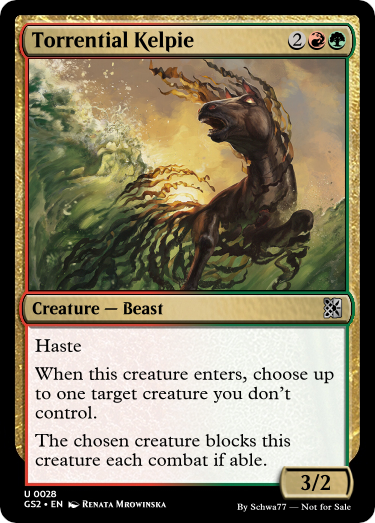 Torrential Kelpie 2
Creature — Beast
Haste
When this creature enters, choose up
to one target creature you don't
control.
The chosen creature blocks this
creature each combat if able.
3/2
U 0028
GS2 • EN Renata Mrowinska
By Schwa77 — Not for Sale